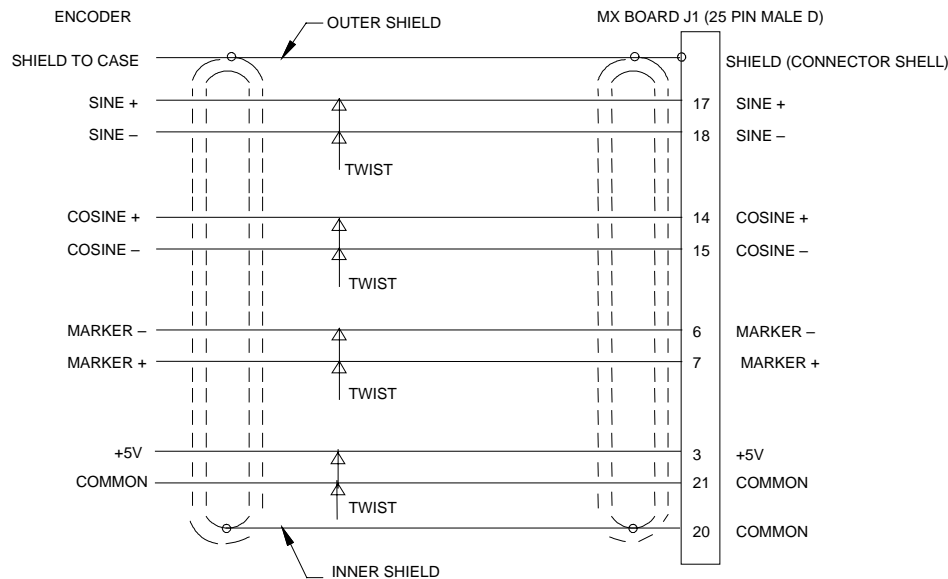 ENCODER
OUTER SHIELD
MX BOARD J1 (25 PIN MALE D)
SHIELD TO CASE
SHIELD (CONNECTOR SHELL)
SINE +
17
SINE +
SINE –
18
SINE –
TWIST
COSINE +
14
COSINE +
COSINE –
15
COSINE –
TWIST
MARKER –
6
MARKER –
MARKER +
7
MARKER +
TWIST
+5V
3
+5V
COMMON
21
COMMON
TWIST
20
COMMON
INNER SHIELD